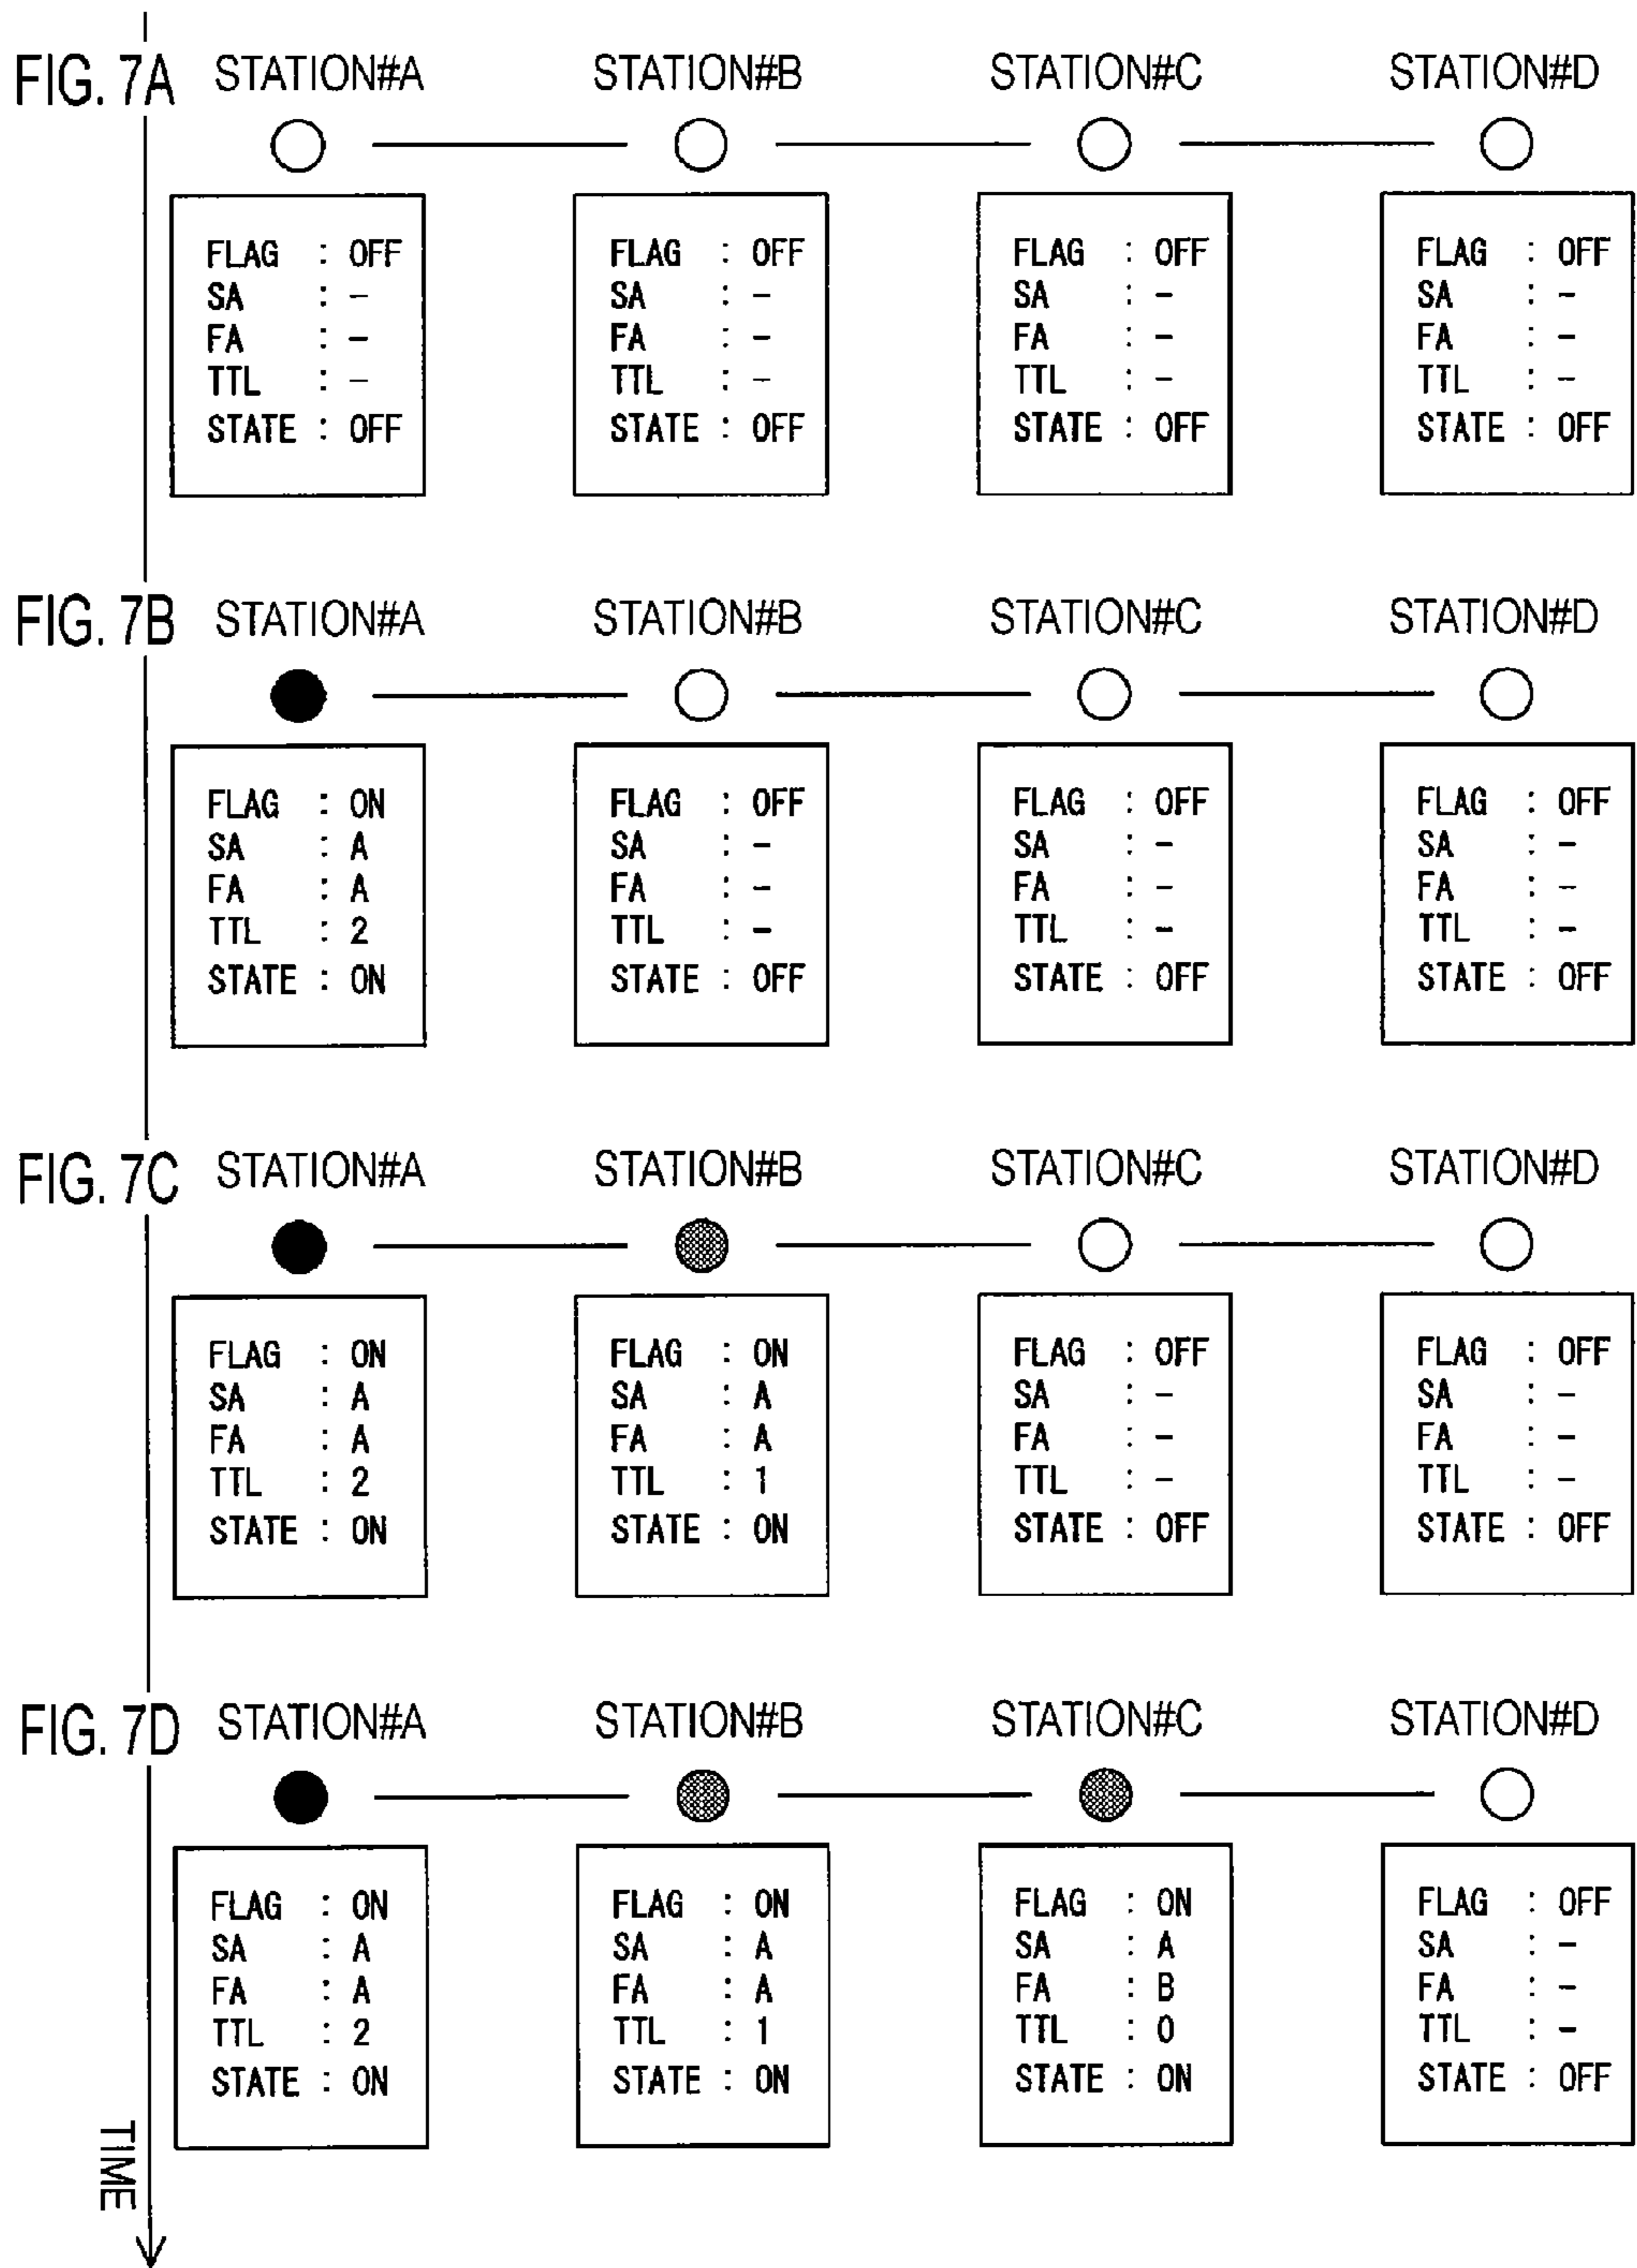 FIG. 7A STATION#A STATION#B STATION#C STATION#D
FLAG : OFF FLAG : OFF FLAG : OFF FLAG : OFF
SA : - SA : - SA : - SA : -
FA : - FA : - FA : - FA : -
TTL : - TTL : - TTL : - TTL : -
STATE : OFF STATE : OFF STATE : OFF STATE : OFF
FIG. 7B STATION#A STATION#B STATION#C STATION#D
FLAG : ON FLAG : OFF FLAG : OFF FLAG : OFF
SA : A SA : - SA : - SA : -
FA : A FA : - FA : - FA : -
TTL : 2 TTL : - TTL : - TTL : -
STATE : ON STATE : OFF STATE : OFF STATE : OFF
FIG. 7C STATION#A STATION#B STATION#C STATION#D
FLAG : ON FLAG : ON FLAG : OFF FLAG : OFF
SA : A SA : A SA : - SA : -
FA : A FA : A FA : - FA : -
TTL : 2 TTL : 1 TTL : - TTL : -
STATE : ON STATE : ON STATE : OFF STATE : OFF
FIG. 7D STATION#A STATION#B STATION#C STATION#D
FLAG : ON FLAG : ON FLAG : ON FLAG : OFF
SA : A SA : A SA : A SA : -
FA : A FA : A FA : B FA : -
TTL : 2 TTL : 1 TTL : 0 TTL : -
STATE : ON STATE : ON STATE : ON STATE : OFF
TIME